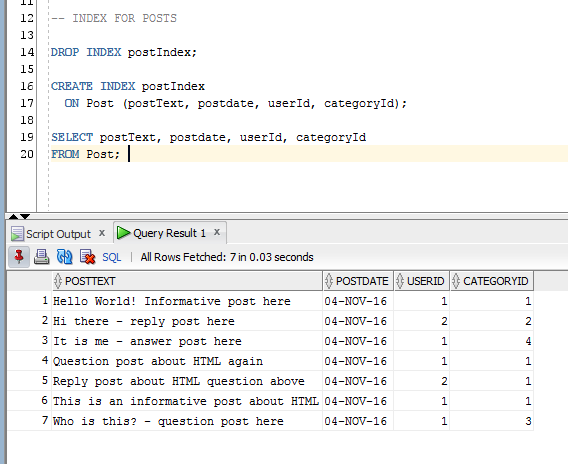 11
12 -- INDEX FOR POSTS
13
14 DROP INDEX postIndex;
15
16 CREATE INDEX postIndex
17 ON Post (postText, postdate, userId, categoryId);
18
19 SELECT postText, postdate, userId, categoryId
20 FROM Post;
Script Output x Query Result 1 x
SQL | All Rows Fetched: 7 in 0.03 seconds
POSTTEXT POSTDATE USERID CATEGORYID
1 Hello World! Informative post here 04-NOV-16 1 1
2 Hi there - reply post here 04-NOV-16 2 2
3 It is me - answer post here 04-NOV-16 1 4
4 Question post about HTML again 04-NOV-16 1 1
5 Reply post about HTML question above 04-NOV-16 2 1
6 This is an informative post about HTML 04-NOV-16 1 1
7 Who is this? - question post here 04-NOV-16 1 3